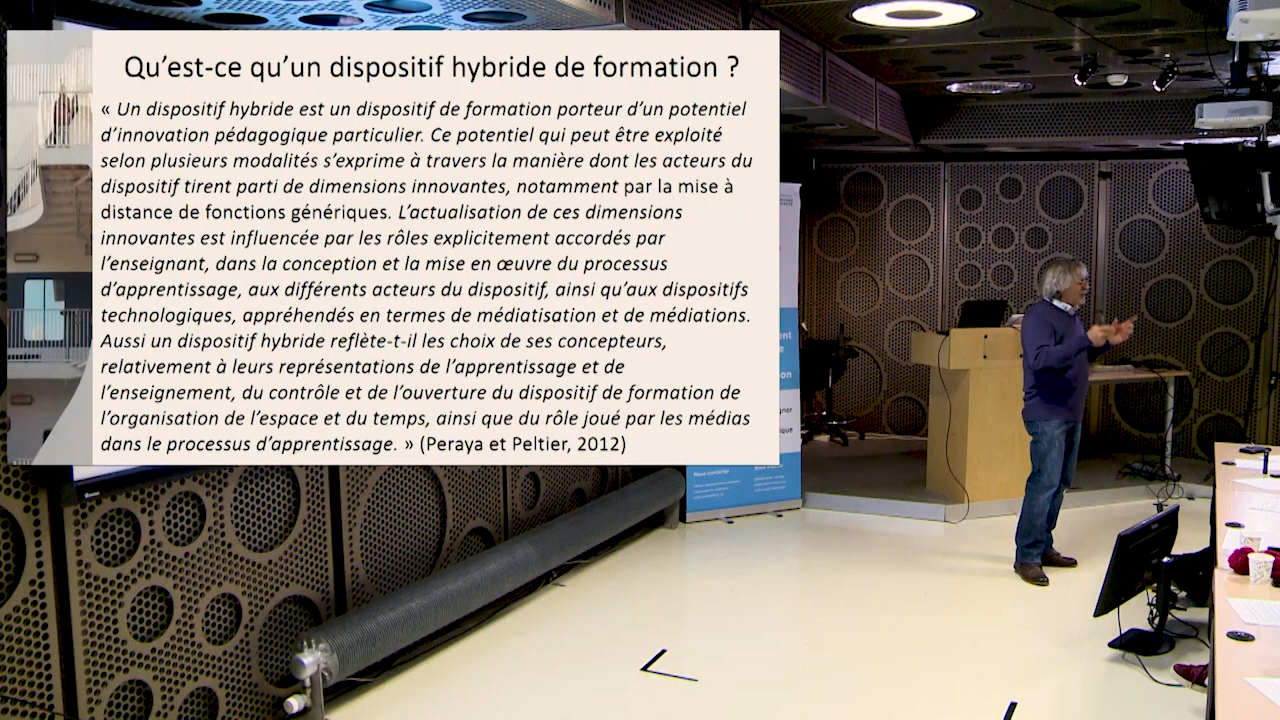 Qu’est-ce qu’un dispositif hybride de formation ?
« Un dispositif hybride est un dispositif de formation porteur d’un potentiel
d’innovation pédagogique particulier. Ce potentiel qui peut être exploité
selon plusieurs modalités s’exprime à travers la manière dont les acteurs du
dispositif tirent parti de dimensions innovantes, notamment par la mise à
distance de fonctions génériques. L’actualisation de ces dimensions
innovantes est influencée par les rôles explicitement accordés par
l’enseignant, dans la conception et la mise en œuvre du processus
d’apprentissage, aux différents acteurs du dispositif, ainsi qu’aux dispositifs
technologiques, appréhendés en termes de médiatisation et de médiations.
Aussi un dispositif hybride reflète-t-il les choix de ses concepteurs,
relativement à leurs représentations de l’apprentissage et de
l’enseignement, du contrôle et de l’ouverture du dispositif de formation de
l’organisation de l’espace et du temps, ainsi que du rôle joué par les médias
dans le processus d’apprentissage. » (Peraya et Peltier, 2012)
Nous contacter